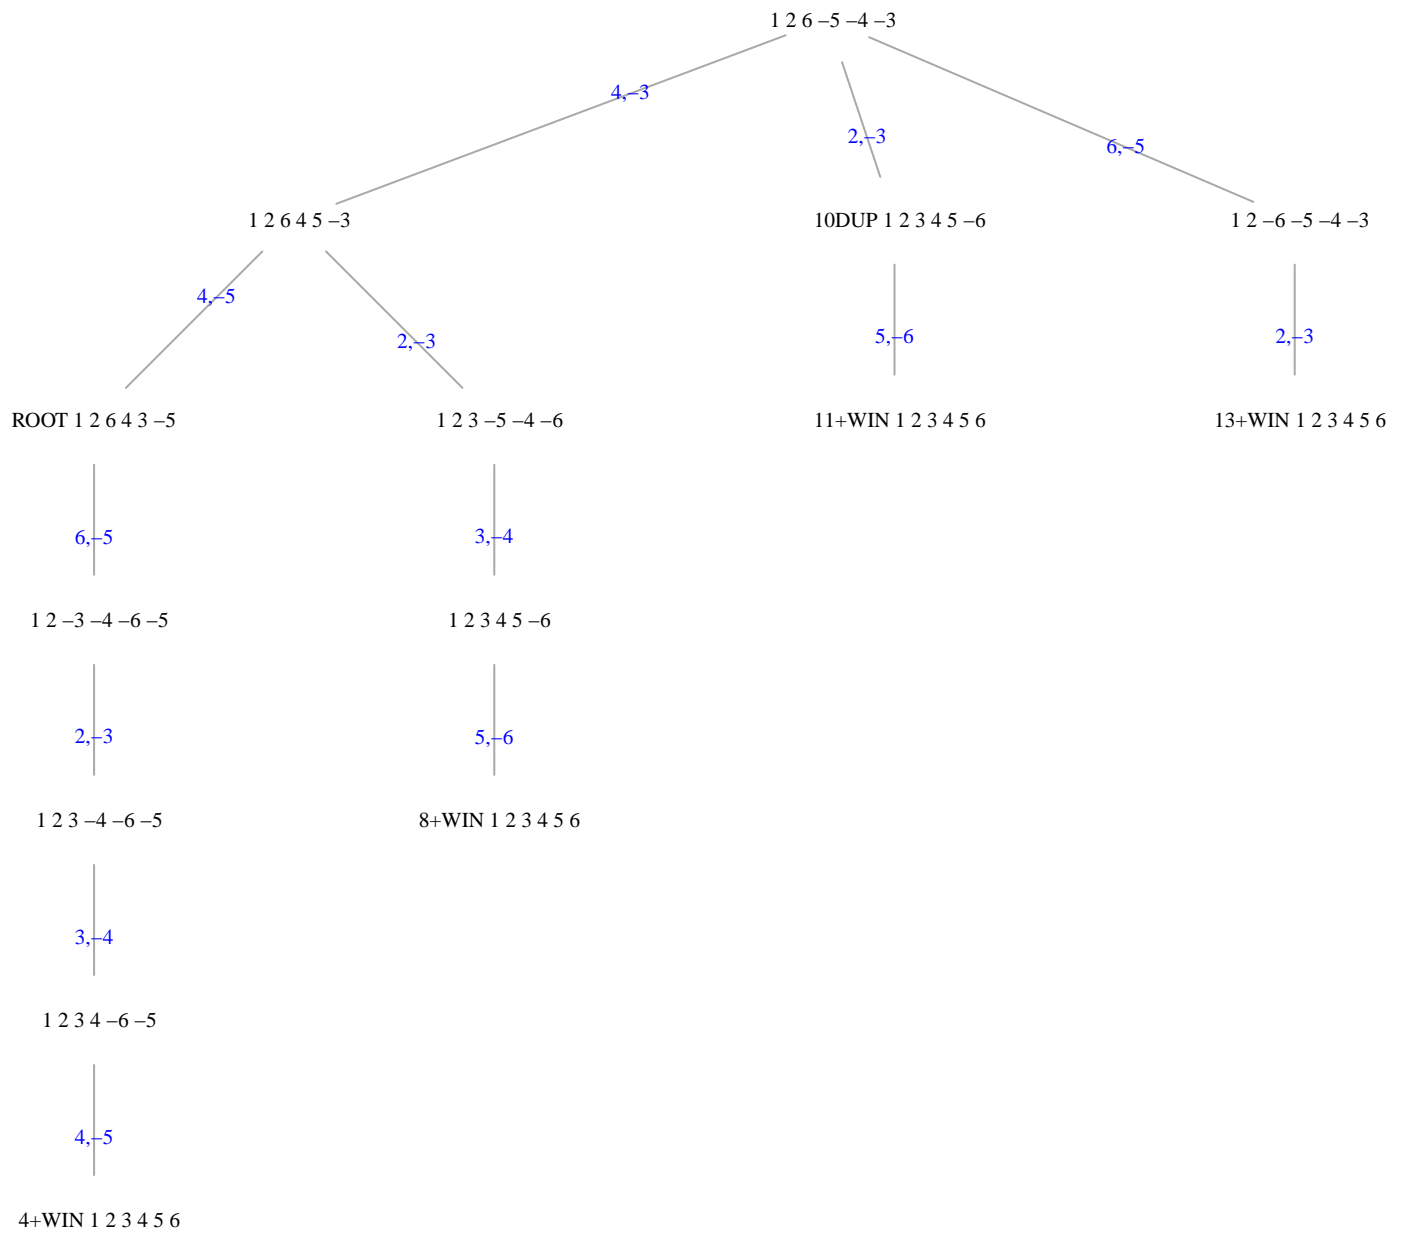 1 2 6 –5 –4 –3
4,–3
2,–3
6,–5
1 2 6 4 5 –3
10DUP 1 2 3 4 5 –6
1 2 –6 –5 –4 –3
4,–5
2,–3
5,–6
2,–3
ROOT 1 2 6 4 3 –5
1 2 3 –5 –4 –6
11+WIN 1 2 3 4 5 6
13+WIN 1 2 3 4 5 6
6,–5
3,–4
1 2 –3 –4 –6 –5
1 2 3 4 5 –6
2,–3
5,–6
1 2 3 –4 –6 –5
8+WIN 1 2 3 4 5 6
3,–4
1 2 3 4 –6 –5
4,–5
4+WIN 1 2 3 4 5 6